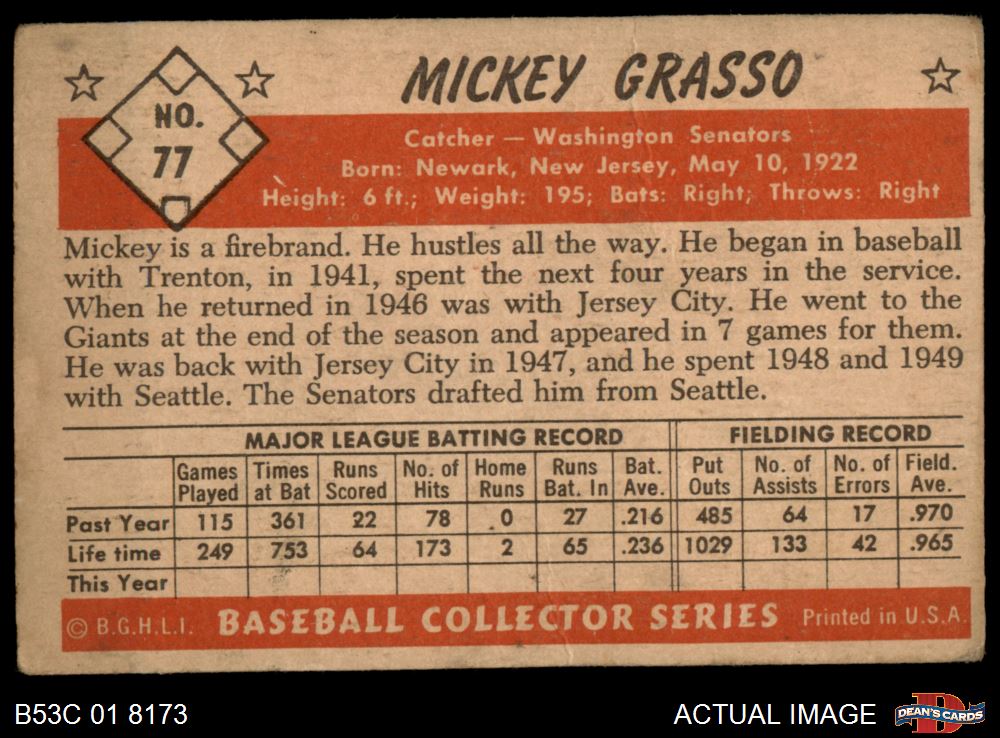 MICKEY GRASSO
NO.
77
Catcher — Washington Senators
Born: Newark, New Jersey, May 10, 1922
Height: 6 ft.; Weight: 195; Bats: Right; Throws: Right
Mickey is a firebrand. He hustles all the way. He began in baseball
with Trenton, in 1941, spent the next four years in the service.
When he returned in 1946 was with Jersey City. He went to the
Giants at the end of the season and appeared in 7 games for them.
He was back with Jersey City in 1947, and he spent 1948 and 1949
with Seattle. The Senators drafted him from Seattle.
MAJOR LEAGUE BATTING RECORD FIELDING RECORD
Games Times Runs No. of Home Runs Bat. Put No. of No. of Field.
Played at Bat Scored Hits Runs Bat. In Ave. Outs Assists Errors Ave.
Past Year 115 361 22 78 0 27 .216 485 64 17 .970
Life time 249 753 64 173 2 65 .236 1029 133 42 .965
This Year
© B.G.H.L.I. BASEBALL COLLECTOR SERIES Printed in U.S.A.
B53C 01 8173 ACTUAL IMAGE DEAN'S CARDS